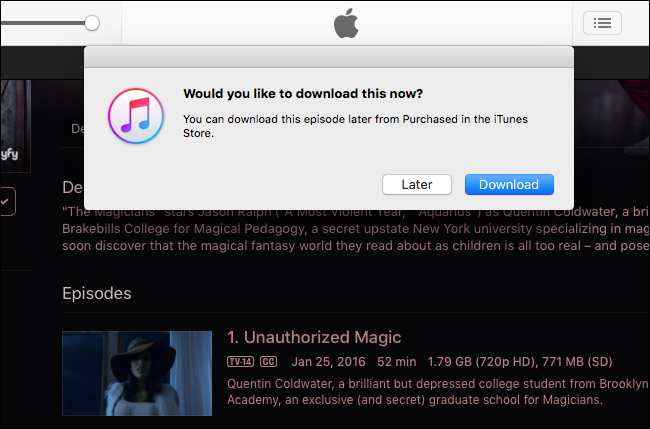 Would you like to download this now?
You can download this episode later from Purchased in the iTunes
Store.
Later
Download
yfy
De
De
"The Magicians" stars Jason Ralph ("A Most Violent Year," "Aquarius") as Quentin Coldwater, a bri
Brakebills College for Magical Pedagogy, a secret upstate New York university specializing in mag
soon discover that the magical fantasy world they read about as children is all too real – and pose
Episodes
1. Unauthorized Magic
TV-14 CC Jan 25, 2016 52 min 1.79 GB (720p HD), 771 MB (SD)
Quentin Coldwater, a brilliant but depressed college student from Brooklyn
Academy, an exclusive (and secret) graduate school for Magicians.